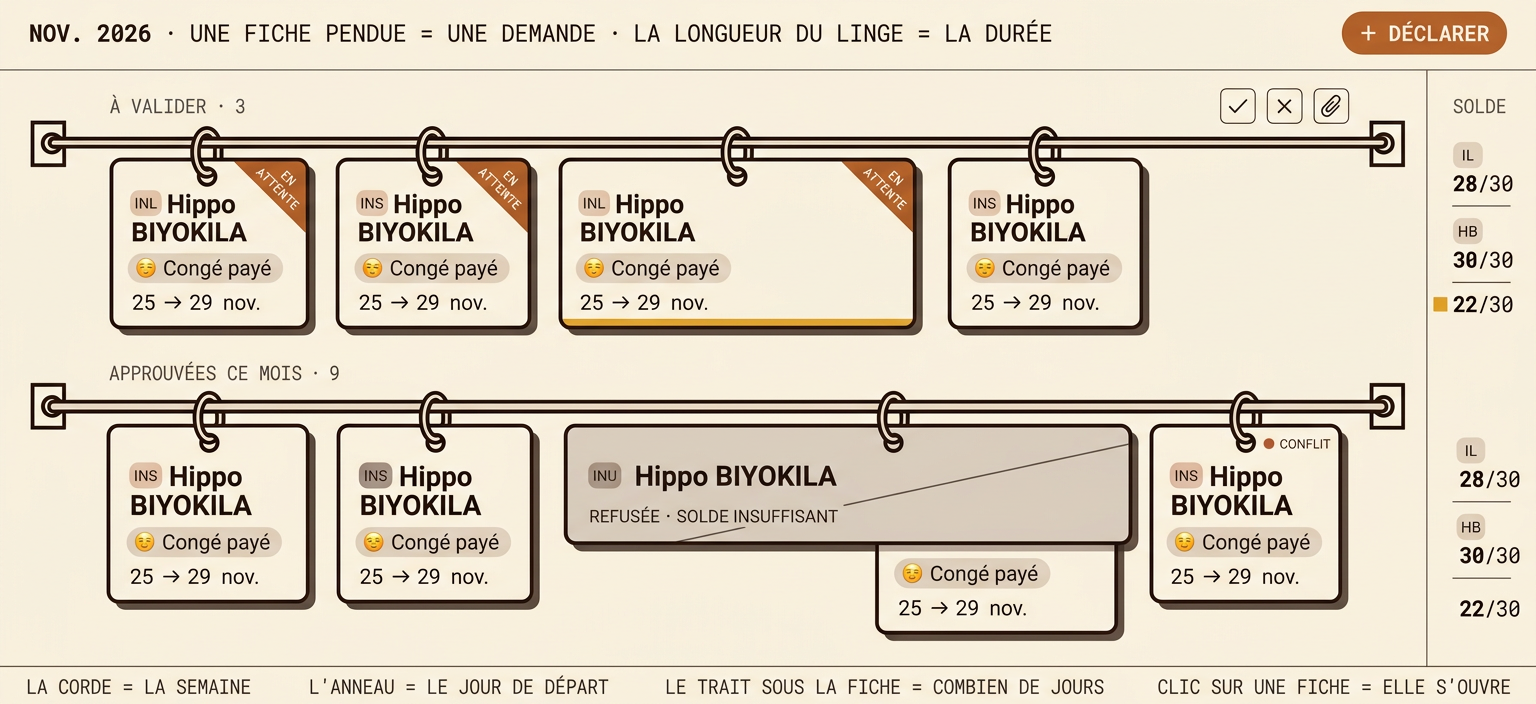 NOV. 2026 · UNE FICHE PENDUE = UNE DEMANDE · LA LONGUEUR DU LINGE = LA DURÉE
+ DÉCLARER
À VALIDER · 3
SOLDE
EN ATTENTE
INL Hippo
BIYOKILA
Congé payé
25 → 29 nov.
EN ATTENTE
INS Hippo
BIYOKILA
Congé payé
25 → 29 nov.
EN ATTENTE
INL Hippo
BIYOKILA
Congé payé
25 → 29 nov.
INS Hippo
BIYOKILA
Congé payé
25 → 29 nov.
IL
28/30
HB
30/30
22/30
APPROUVÉES CE MOIS · 9
INS Hippo
BIYOKILA
Congé payé
25 → 29 nov.
INS Hippo
BIYOKILA
Congé payé
25 → 29 nov.
INU Hippo BIYOKILA
REFUSÉE · SOLDE INSUFFISANT
Congé payé
25 → 29 nov.
CONFLIT
INS Hippo
BIYOKILA
Congé payé
25 → 29 nov.
IL
28/30
HB
30/30
22/30
LA CORDE = LA SEMAINE
L'ANNEAU = LE JOUR DE DÉPART
LE TRAIT SOUS LA FICHE = COMBIEN DE JOURS
CLIC SUR UNE FICHE = ELLE S'OUVRE